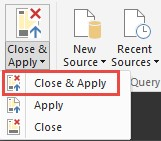 Close &
Apply
New
Source
Recent
Sources
Close & Apply
Apply
Close
Query